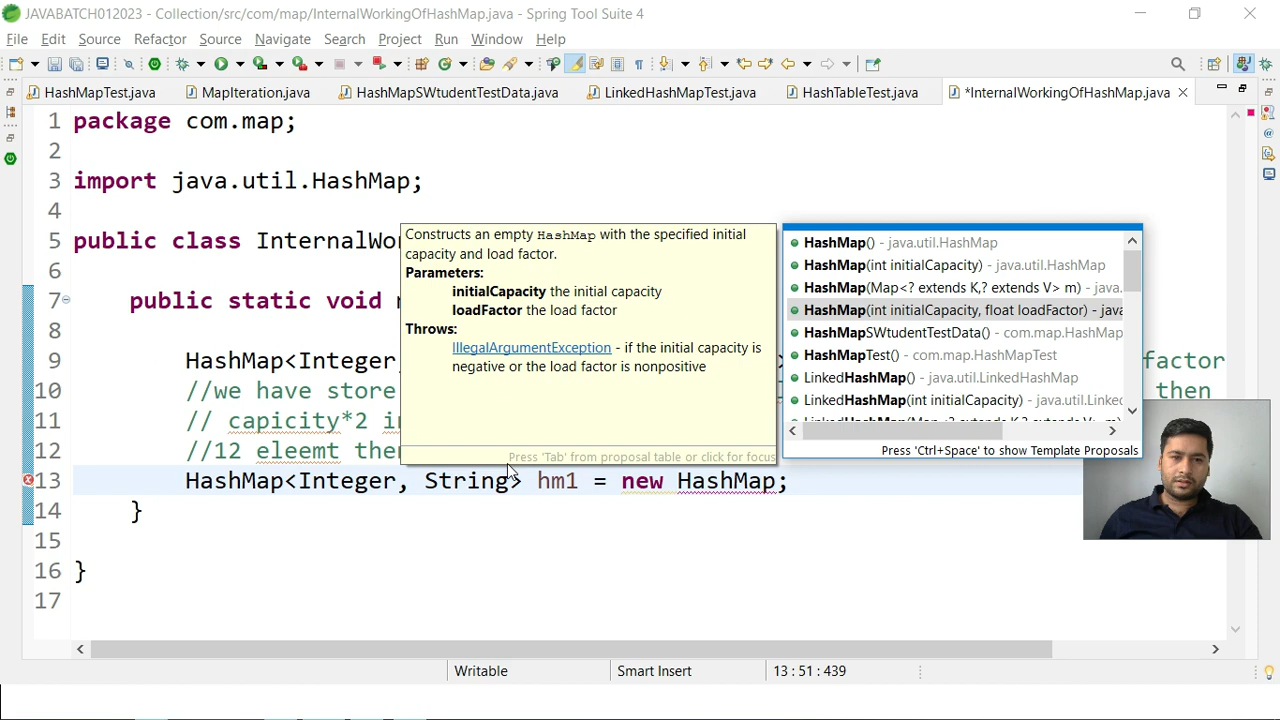 JAVABATCH012023 - Collection/src/com/map/InternalWorkingOfHashMap.java - Spring Tool Suite 4
File Edit Source Refactor Source Navigate Search Project Run Window Help
HashMapTest.java MapIteration.java HashMapSWtudentTestData.java LinkedHashMapTest.java HashTableTest.java *InternalWorkingOfHashMap.java
1 package com.map;
2
3 import java.util.HashMap;
4
5 public class InternalWo
6
7 public static void
8
9 HashMap<Integer, factor
10 //we have store then
11 // capicity*2 i
12 //12 eleemt the
13 HashMap<Integer, String> hm1 = new HashMap;
14 }
15
16 }
17
Constructs an empty HashMap with the specified initial
capacity and load factor.
Parameters:
initialCapacity the initial capacity
loadFactor the load factor
Throws:
IllegalArgumentException - if the initial capacity is
negative or the load factor is nonpositive
Press 'Tab' from proposal table or click for focus
HashMap() - java.util.HashMap
HashMap(int initialCapacity) - java.util.HashMap
HashMap(Map<? extends K,? extends V> m) - java.
HashMap(int initialCapacity, float loadFactor) - java
HashMapSWtudentTestData() - com.map.HashMap
HashMapTest() - com.map.HashMapTest
LinkedHashMap() - java.util.LinkedHashMap
LinkedHashMap(int initialCapacity) - java.util.Linked
Press 'Ctrl+Space' to show Template Proposals
Writable Smart Insert 13 : 51 : 439